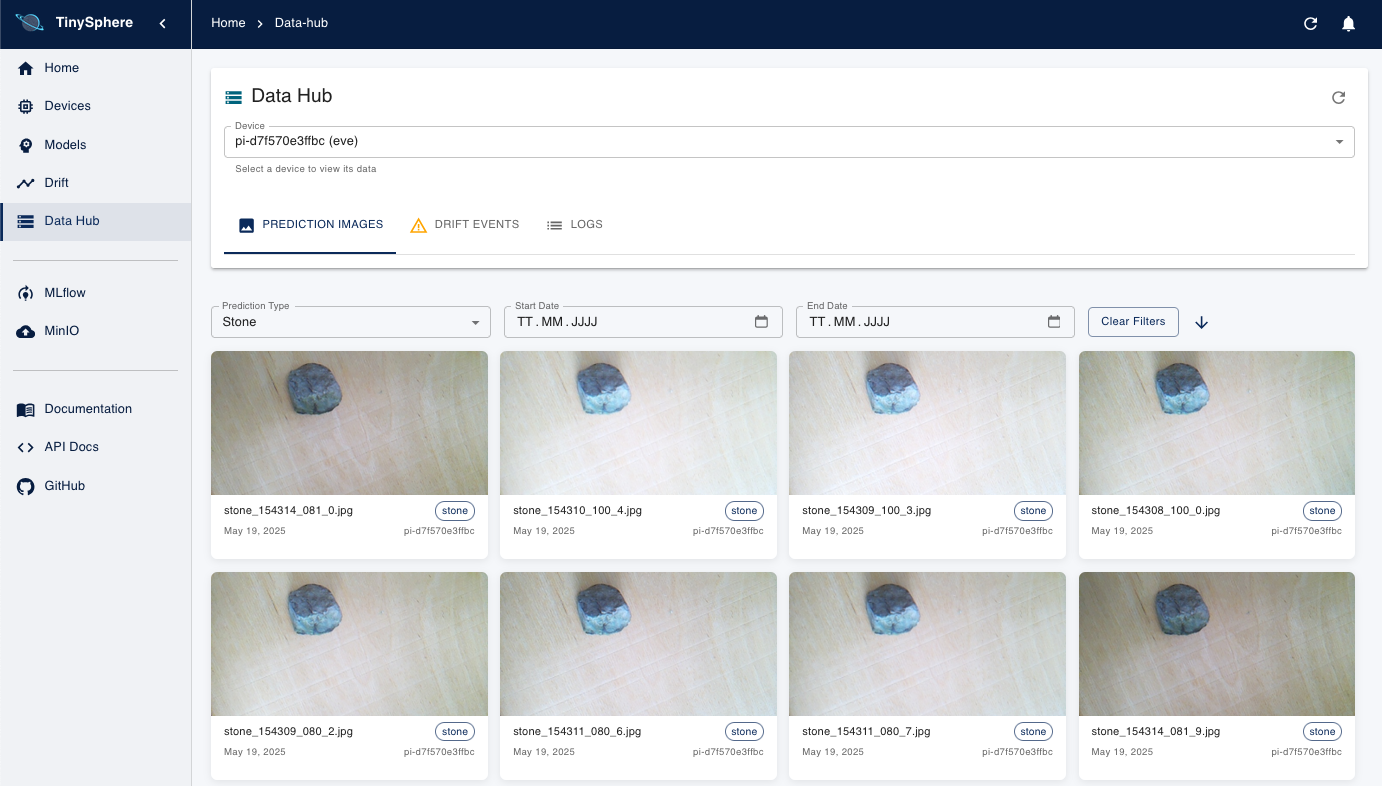 TinySphere
Home
Data-hub
Home
Devices
Models
Drift
Data Hub
MLflow
MinIO
Documentation
API Docs
GitHub
Data Hub
Device
pi-d7f570e3ffbc (eve)
Select a device to view its data
PREDICTION IMAGES
DRIFT EVENTS
LOGS
Prediction Type
Stone
Start Date
TT . MM . JJJJ
End Date
TT . MM . JJJJ
Clear Filters
stone_154314_081_0.jpg
stone
May 19, 2025
pi-d7f570e3ffbc
stone_154310_100_4.jpg
stone
May 19, 2025
pi-d7f570e3ffbc
stone_154309_100_3.jpg
stone
May 19, 2025
pi-d7f570e3ffbc
stone_154308_100_0.jpg
stone
May 19, 2025
pi-d7f570e3ffbc
stone_154309_080_2.jpg
stone
May 19, 2025
pi-d7f570e3ffbc
stone_154311_080_6.jpg
stone
May 19, 2025
pi-d7f570e3ffbc
stone_154311_080_7.jpg
stone
May 19, 2025
pi-d7f570e3ffbc
stone_154314_081_9.jpg
stone
May 19, 2025
pi-d7f570e3ffbc